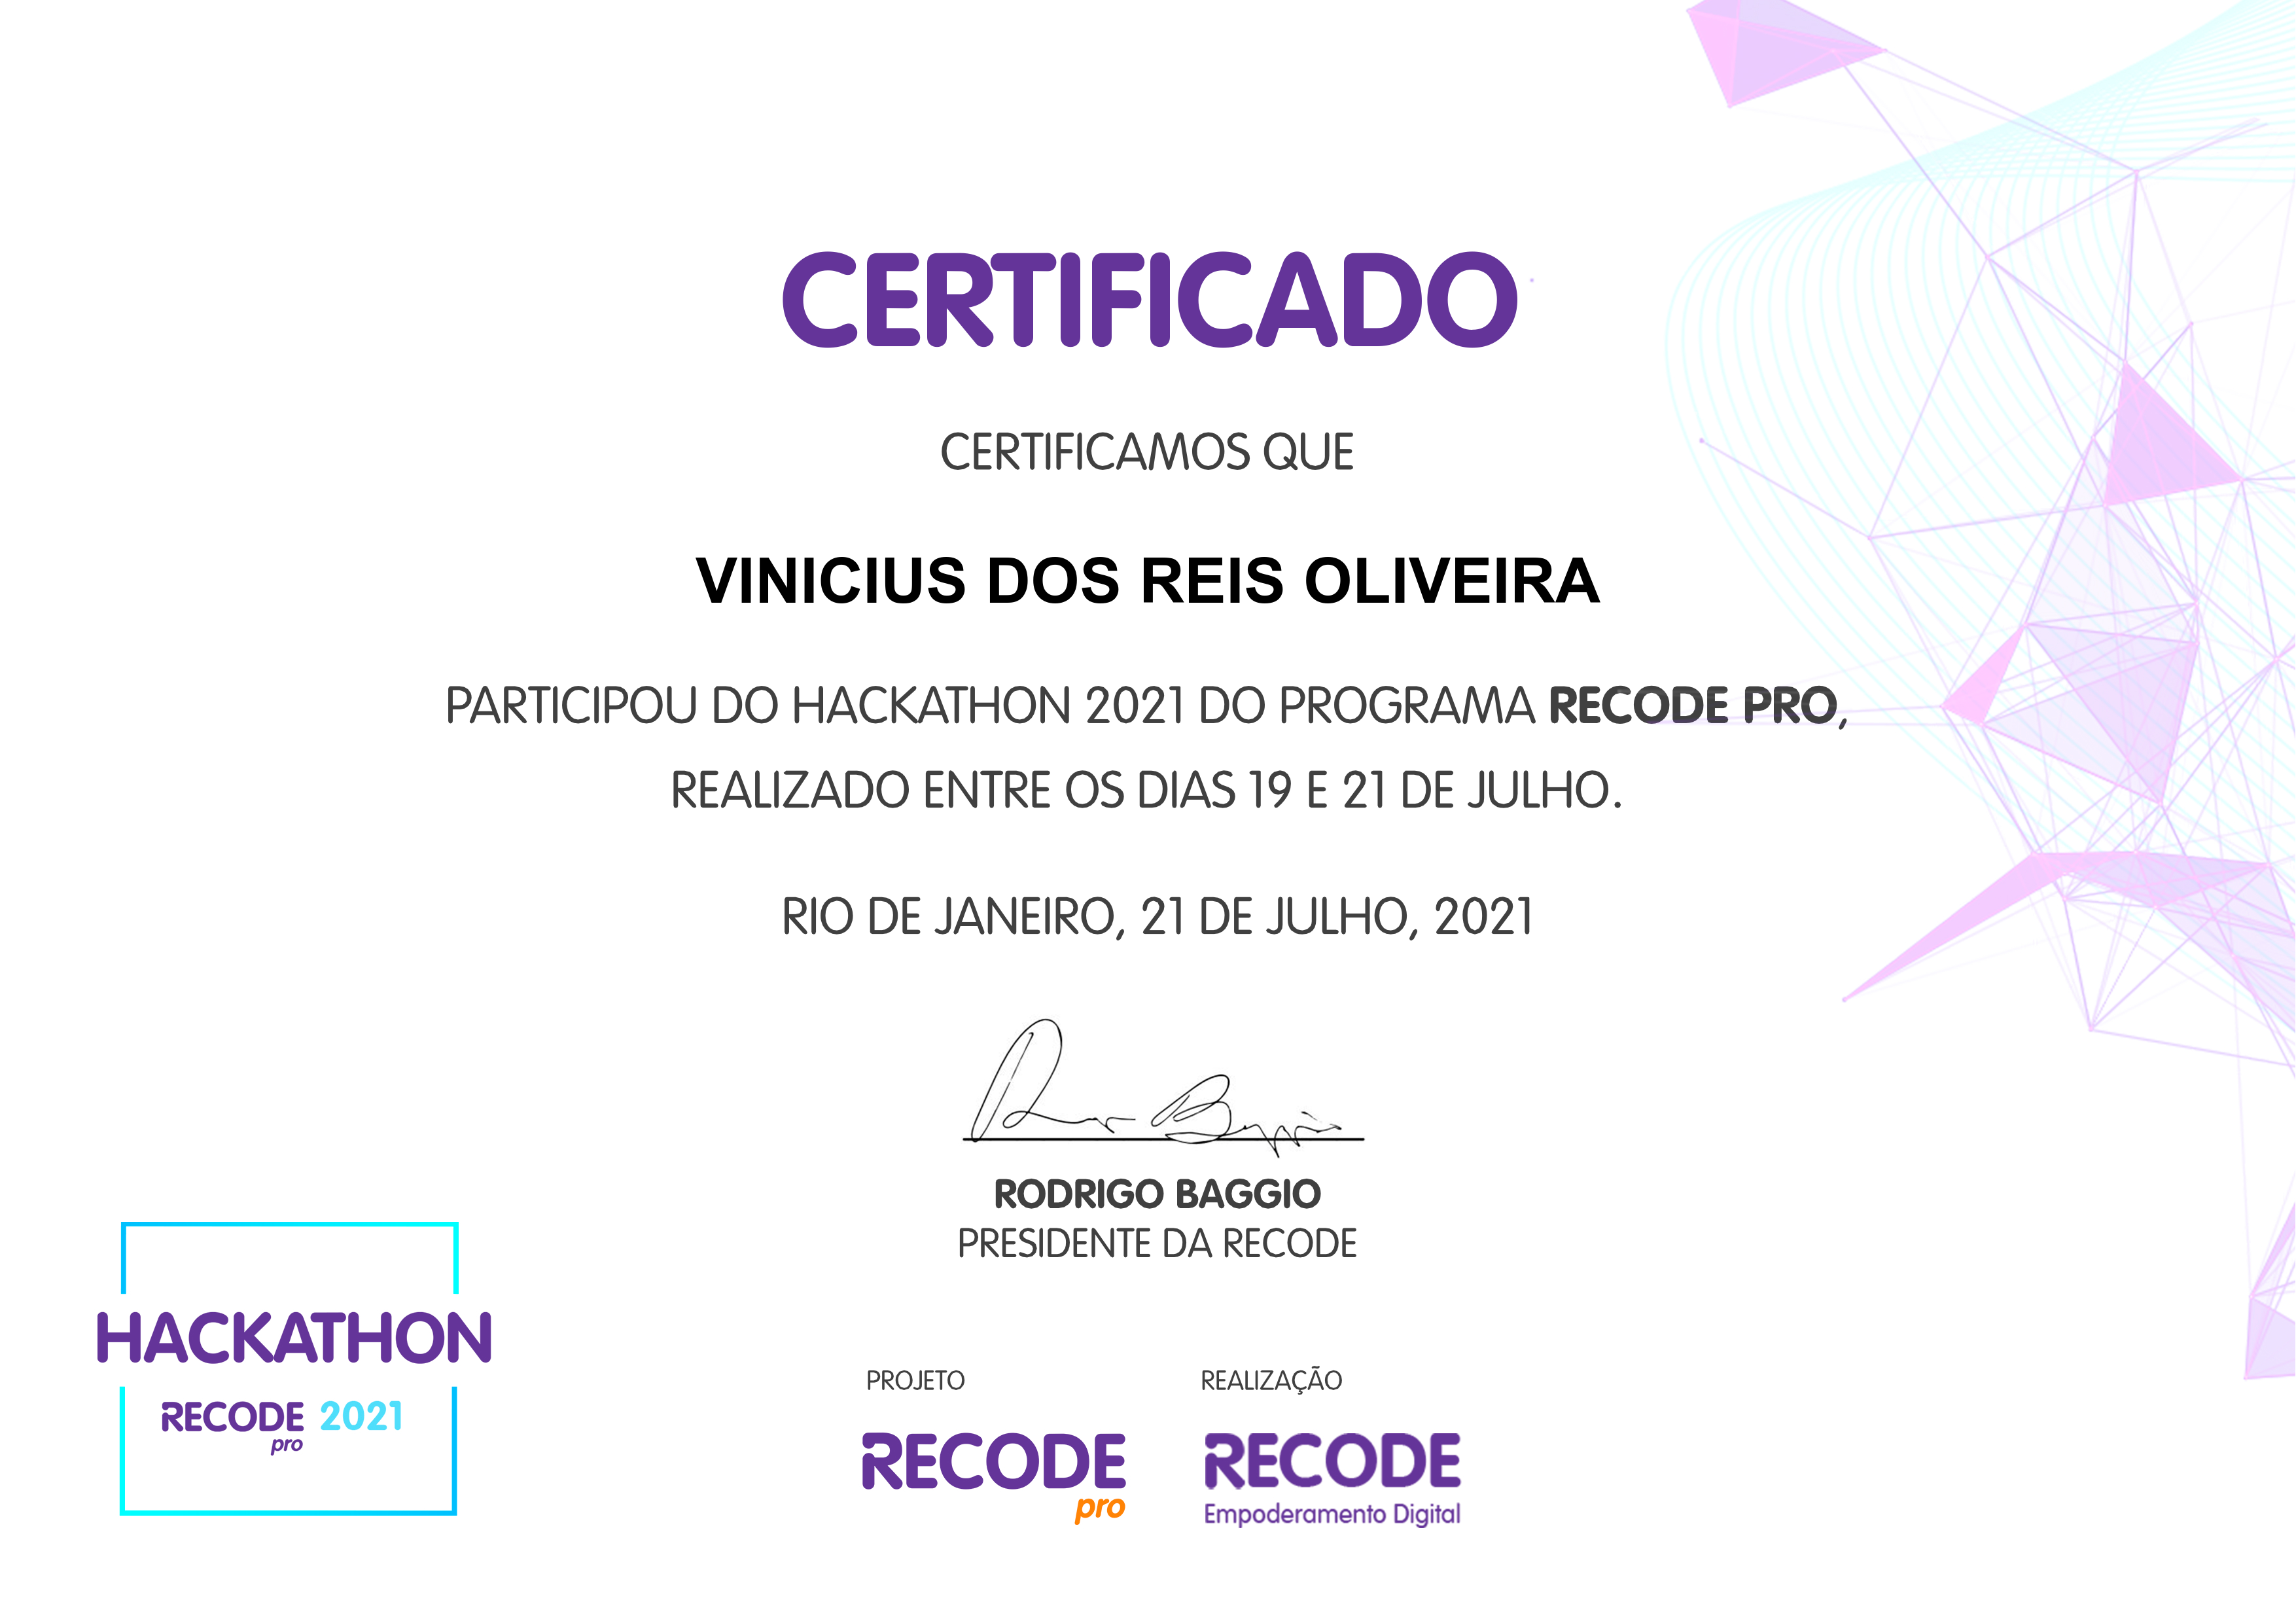 CERTIFICADO
CERTIFICAMOS QUE
VINICIUS DOS REIS OLIVEIRA
PARTICIPOU DO HACKATHON 2021 DO PROGRAMA RECODE PRO,
REALIZADO ENTRE OS DIAS 19 E 21 DE JULHO.
RIO DE JANEIRO, 21 DE JULHO, 2021
RODRIGO BAGGIO
PRESIDENTE DA RECODE
HACKATHON
RECODE 2021
pro
PROJETO
RECODE
pro
REALIZAÇÃO
RECODE
Empoderamento Digital